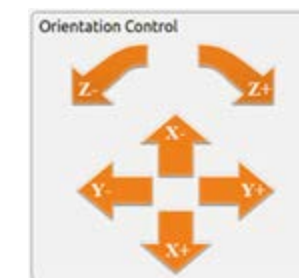 Orientation Control
Z- Z+
X-
Y- Y+
X+